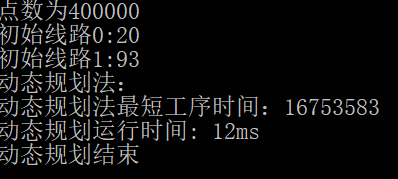 点数为400000
初始线路0:20
初始线路1:93
动态规划法：
动态规划法最短工序时间：16753583
动态规划运行时间: 12ms
动态规划结束